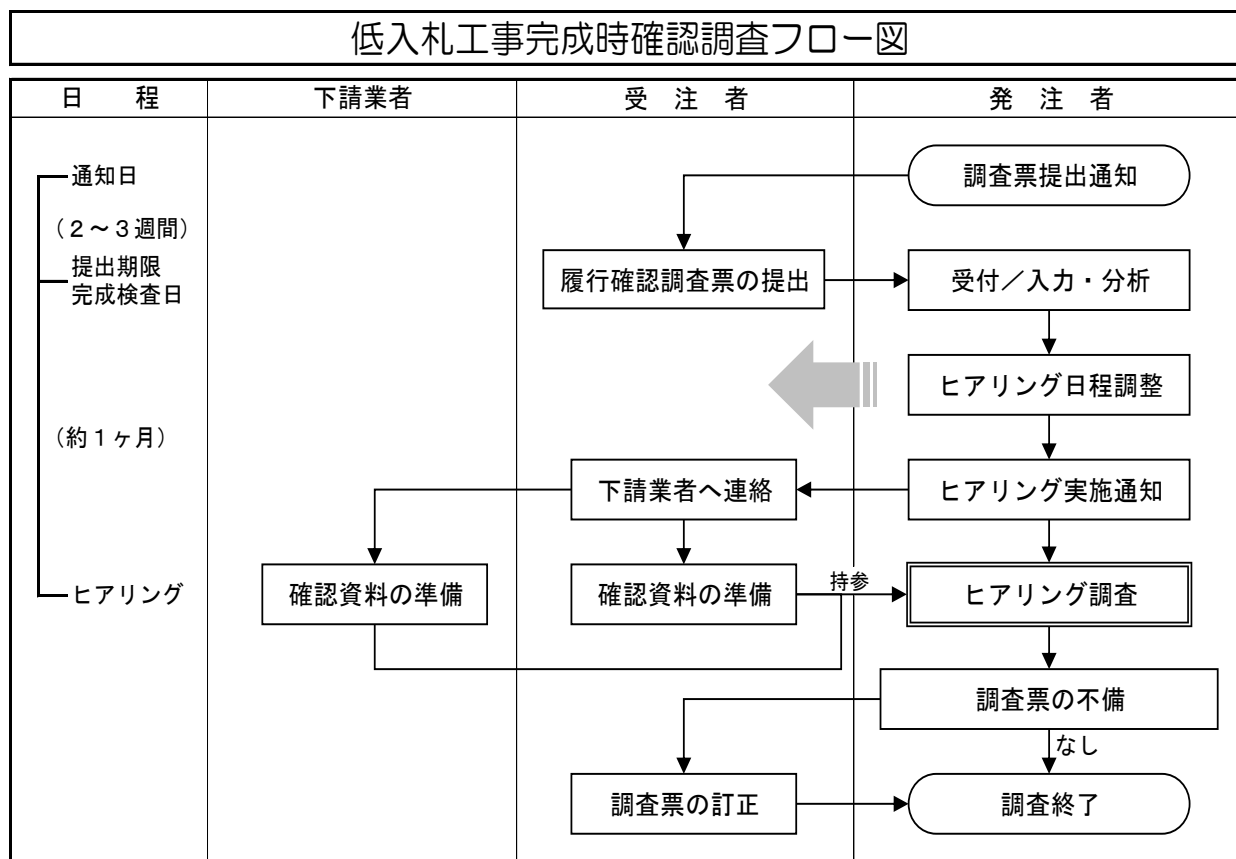 低入札工事完成時確認調査フロー図
日　程
下請業者
受　注　者
発　注　者
通知日
調査票提出通知
（２～３週間）
提出期限
完成検査日
履行確認調査票の提出
受付／入力・分析
ヒアリング日程調整
（約１ヶ月）
下請業者へ連絡
ヒアリング実施通知
ヒアリング
確認資料の準備
確認資料の準備
持参
ヒアリング調査
調査票の不備
なし
調査票の訂正
調査終了